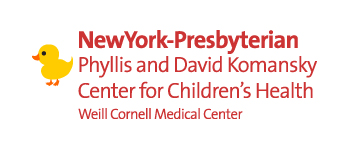 NewYork-Presbyterian
Phyllis and David Komansky
Center for Children’s Health
Weill Cornell Medical Center